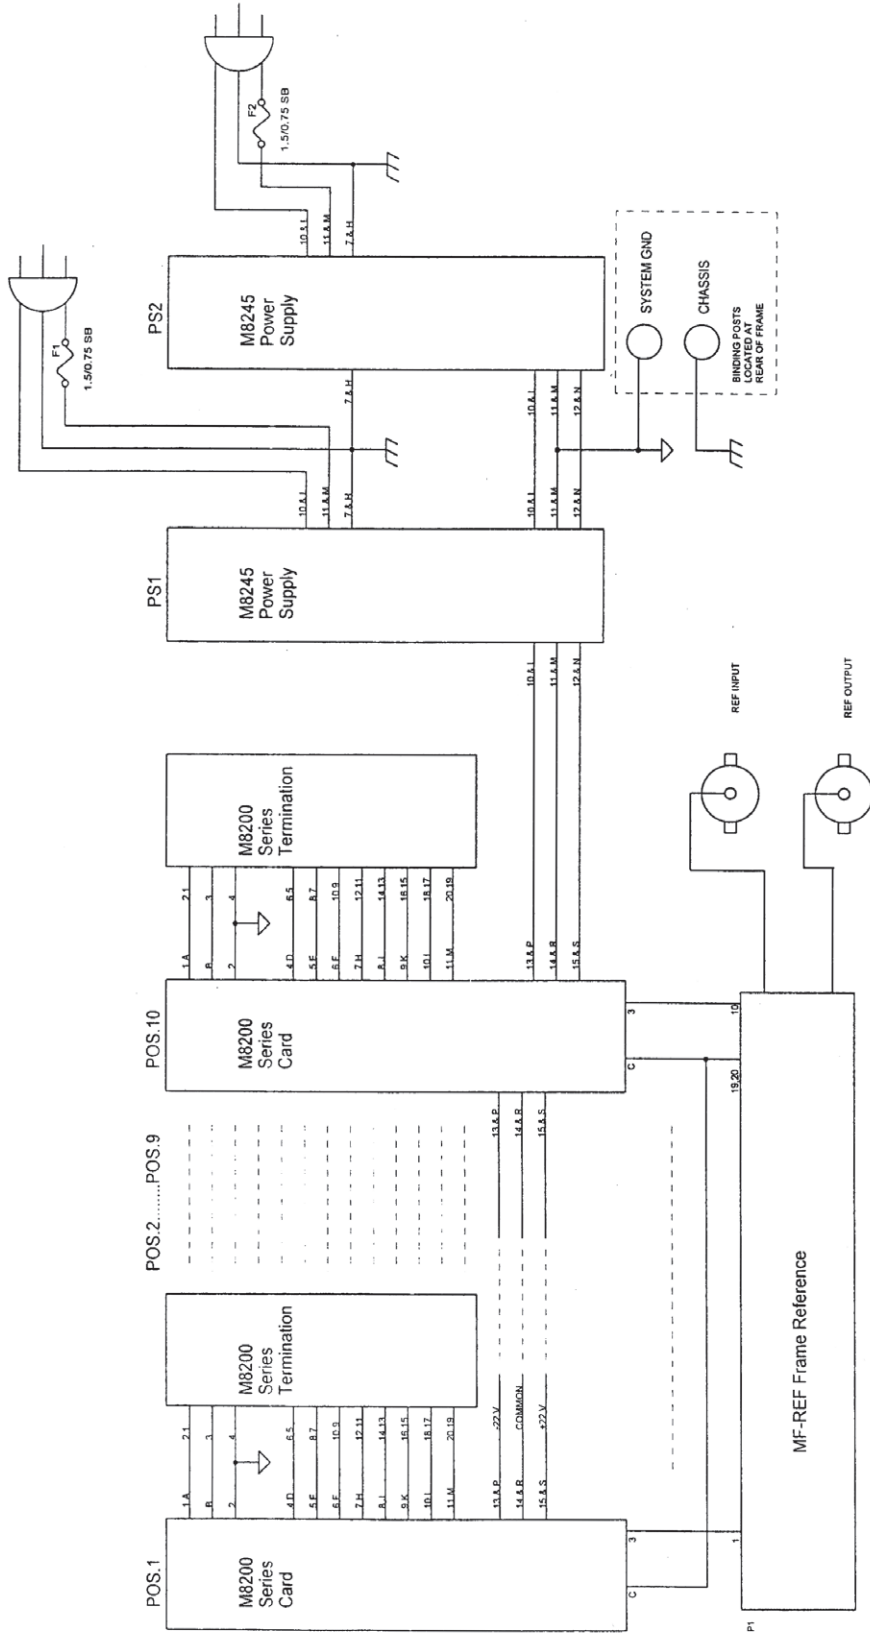 F2
1.5/0.75 SB
F1
1.5/0.75 SB
10 & L
11 & M
7 & H
PS2
M8245
Power
Supply
SYSTEM GND
CHASSIS
BINDING POSTS
LOCATED AT
REAR OF FRAME
7 & H
10 & L
11 & M
12 & N
10 & L
11 & M
7 & H
10 & L
11 & M
12 & N
PS1
M8245
Power
Supply
10 & L
11 & M
12 & N
REF INPUT
REF OUTPUT
M8200
Series
Termination
2.1
3
4
6.5
8.7
10.9
12.11
14.13
16.15
18.17
20.19
1.A
B
2
4.D
5.E
6.F
7.H
8.J
9.K
10.L
11.M
13 & P
14 & R
15 & S
POS.10
M8200
Series
Card
3
C
10
19,20
13 & P
14 & R
15 & S
POS.2.........POS.9
M8200
Series
Termination
2.1
3
4
6.5
8.7
10.9
12.11
14.13
16.15
18.17
20.19
-22 V
COMMON
+22 V
1.A
B
2
4.D
5.E
6.F
7.H
8.J
9.K
10.L
11.M
13 & P
14 & R
15 & S
POS.1
M8200
Series
Card
3
C
1
MF-REF Frame Reference
P1